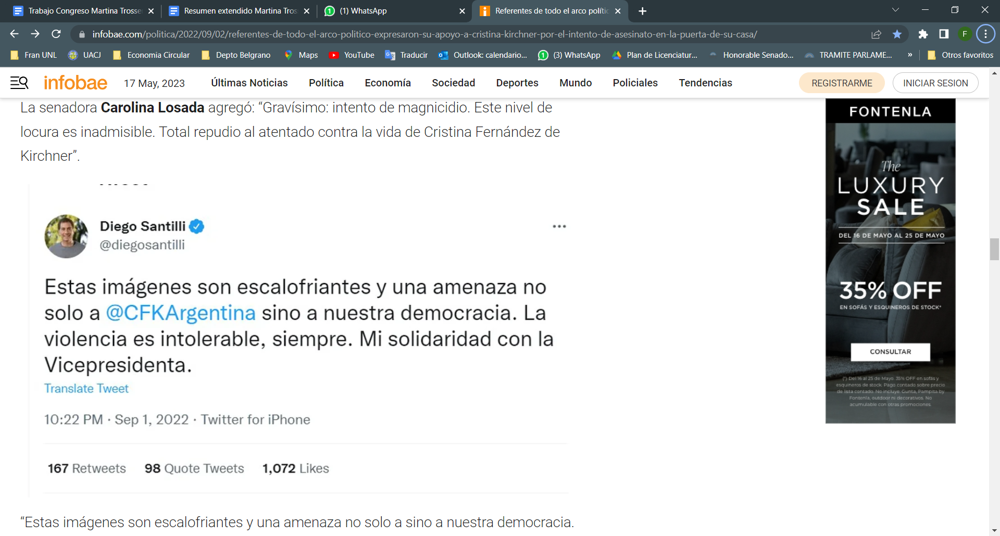 Trabajo Congreso Martina Trosse
Resumen extendido Martina Tros
(1) WhatsApp
Referentes de todo el arco políti
infobae.com/politica/2022/09/02/referentes-de-todo-el-arco-politico-expresaron-su-apoyo-a-cristina-kirchner-por-el-intento-de-asesinato-en-la-puerta-de-su-casa/
F
Fran UNL
UACJ
Economia Circular
Depto Belgrano
Maps
YouTube
Traducir
Outlook: calendario...
(3) WhatsApp
Plan de Licenciatur...
Honorable Senado...
TRAMITE PARLAME...
»
Otros favoritos
infobae
17 May, 2023
Últimas Noticias
Política
Economía
Sociedad
Deportes
Mundo
Policiales
Tendencias
REGISTRARME
INICIAR SESION
La senadora Carolina Losada agregó: “Gravísimo: intento de magnicidio. Este nivel de
locura es inadmisible. Total repudio al atentado contra la vida de Cristina Fernández de
Kirchner”.
Diego Santilli
@diegosantilli
Estas imágenes son escalofriantes y una amenaza no
solo a @CFKArgentina sino a nuestra democracia. La
violencia es intolerable, siempre. Mi solidaridad con la
Vicepresidenta.
Translate Tweet
10:22 PM · Sep 1, 2022 · Twitter for iPhone
167 Retweets 98 Quote Tweets 1,072 Likes
“Estas imágenes son escalofriantes y una amenaza no solo a sino a nuestra democracia.
FONTENLA
The
LUXURY
SALE
DEL 16 DE MAYO AL 25 DE MAYO
35% OFF
EN SOFÁS Y ESQUINEROS DE STOCK*
CONSULTAR
(*) Del 16 al 25 de Mayo. 35% OFF en sofás y
esquineros de stock. Pago contado sobre precio
de lista contado. No incluye: Gunta, Pampita by
Fontenla, outdoor ni decorativos. No
acumulable con otras promociones.